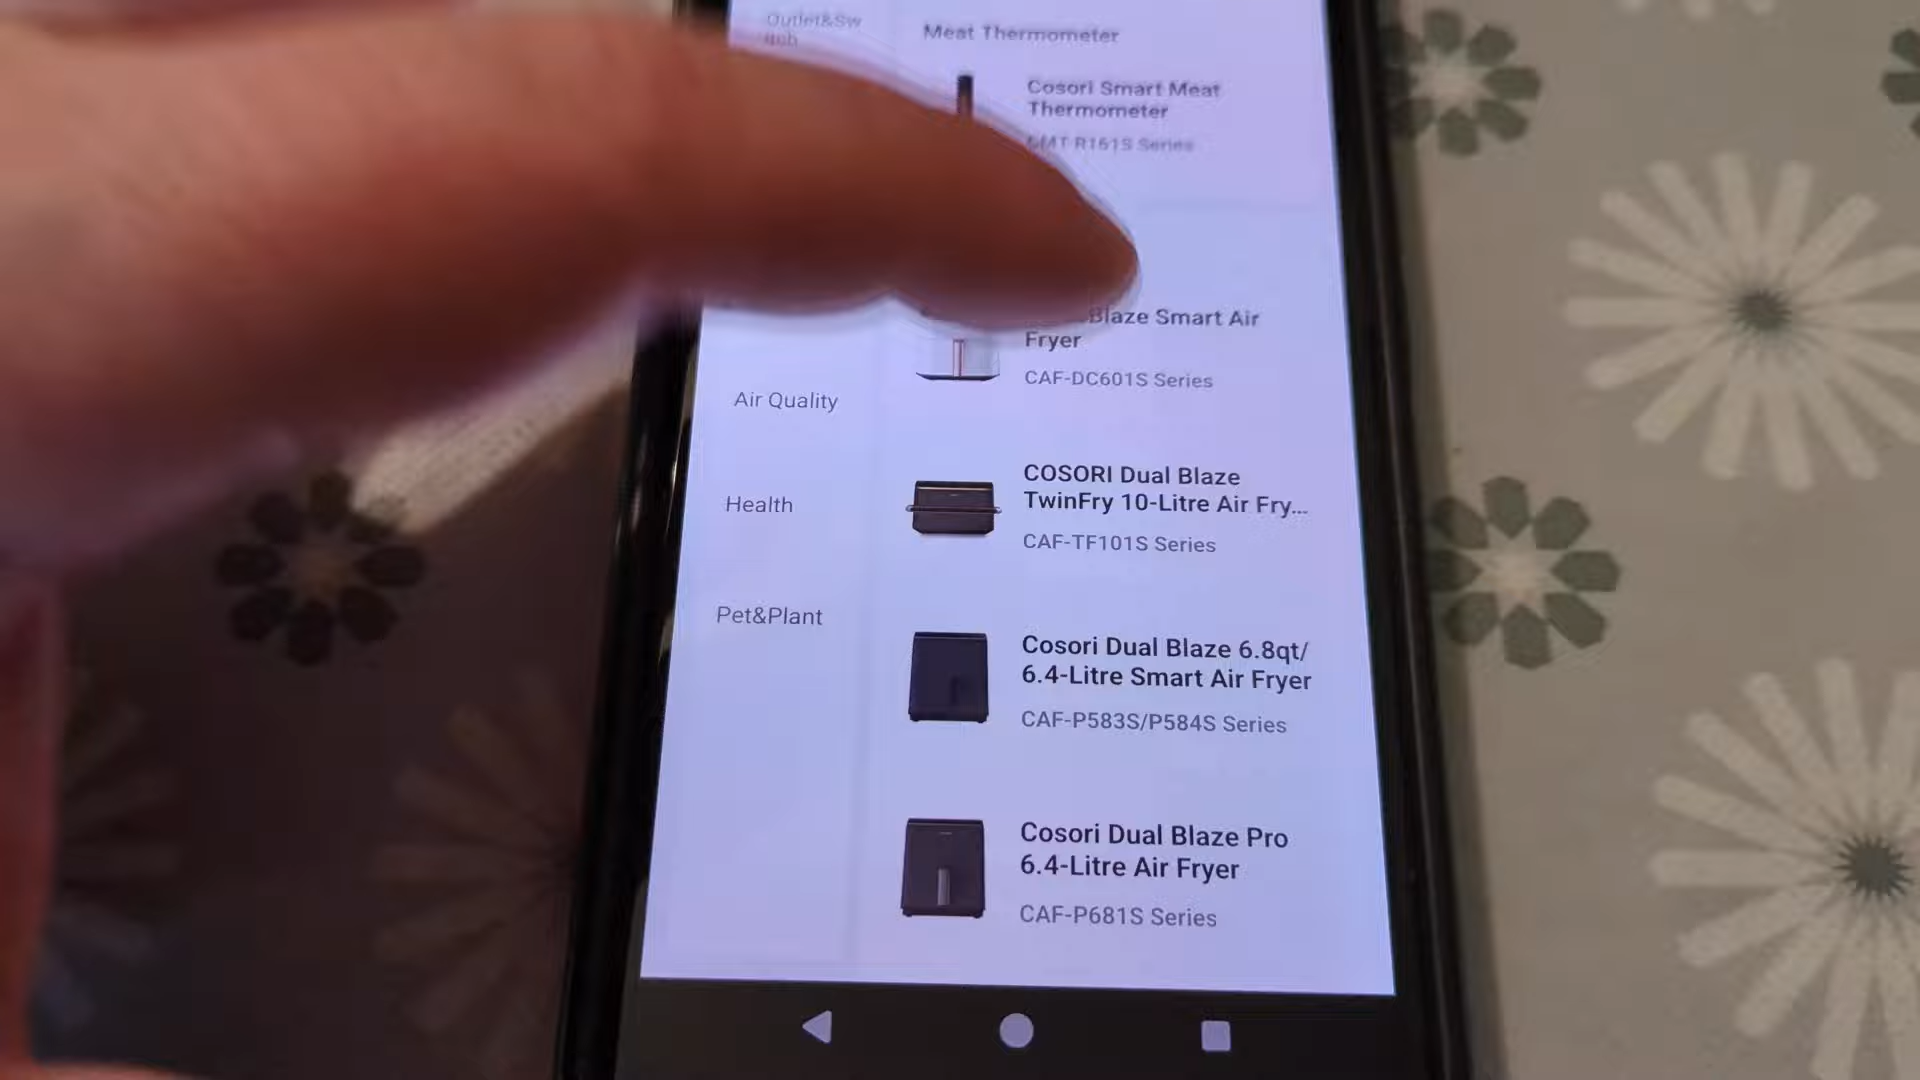 Outlet&Sw
itch
Meat Thermometer
Cosori Smart Meat
Thermometer
CMT-R161S Series
Blaze Smart Air
Fryer
CAF-DC601S Series
Air Quality
COSORI Dual Blaze
TwinFry 10-Litre Air Fry...
CAF-TF101S Series
Health
Pet&Plant
Cosori Dual Blaze 6.8qt/
6.4-Litre Smart Air Fryer
CAF-P583S/P584S Series
Cosori Dual Blaze Pro
6.4-Litre Air Fryer
CAF-P681S Series